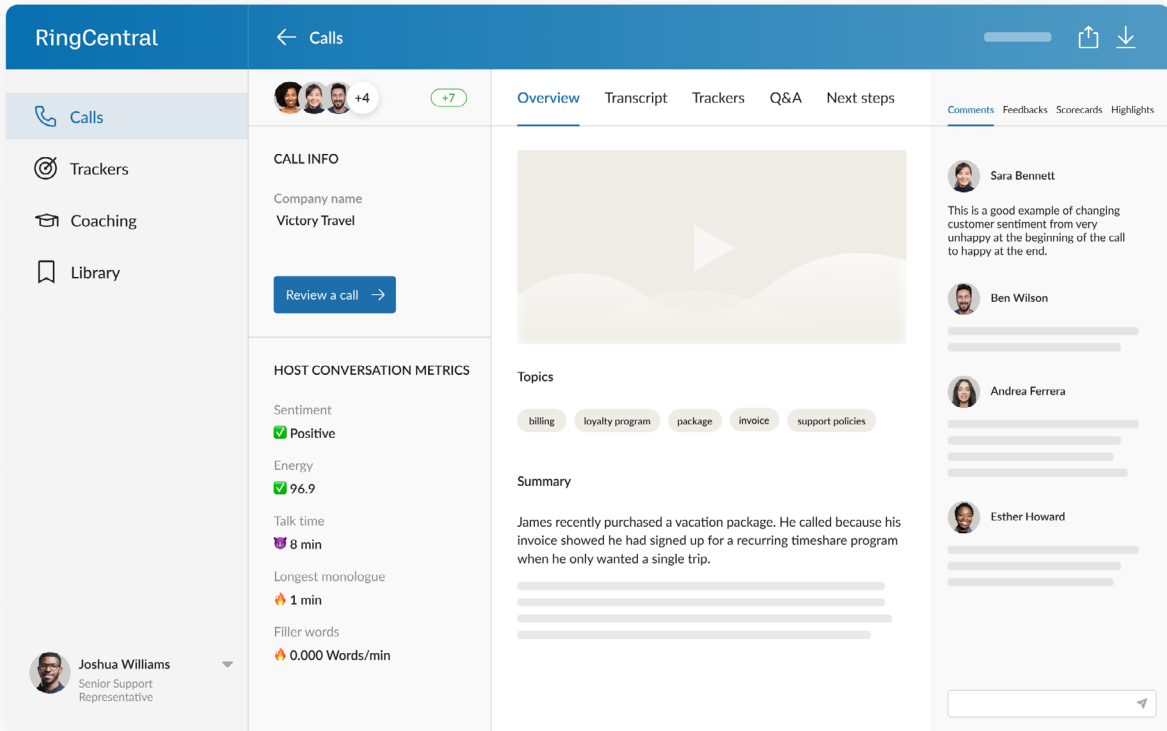 RingCentral
Calls
Calls
Trackers
Coaching
Library
Joshua Williams
Senior Support
Representative
+4
+7
CALL INFO
Company name
Victory Travel
Review a call
HOST CONVERSATION METRICS
Sentiment
Positive
Energy
96.9
Talk time
8 min
Longest monologue
1 min
Filler words
0.000 Words/min
Overview Transcript Trackers Q&A Next steps
Topics
billing loyalty program package invoice support policies
Summary
James recently purchased a vacation package. He called because his
invoice showed he had signed up for a recurring timeshare program
when he only wanted a single trip.
Comments Feedbacks Scorecards Highlights
Sara Bennett
This is a good example of changing
customer sentiment from very
unhappy at the beginning of the call
to happy at the end.
Ben Wilson
Andrea Ferrera
Esther Howard